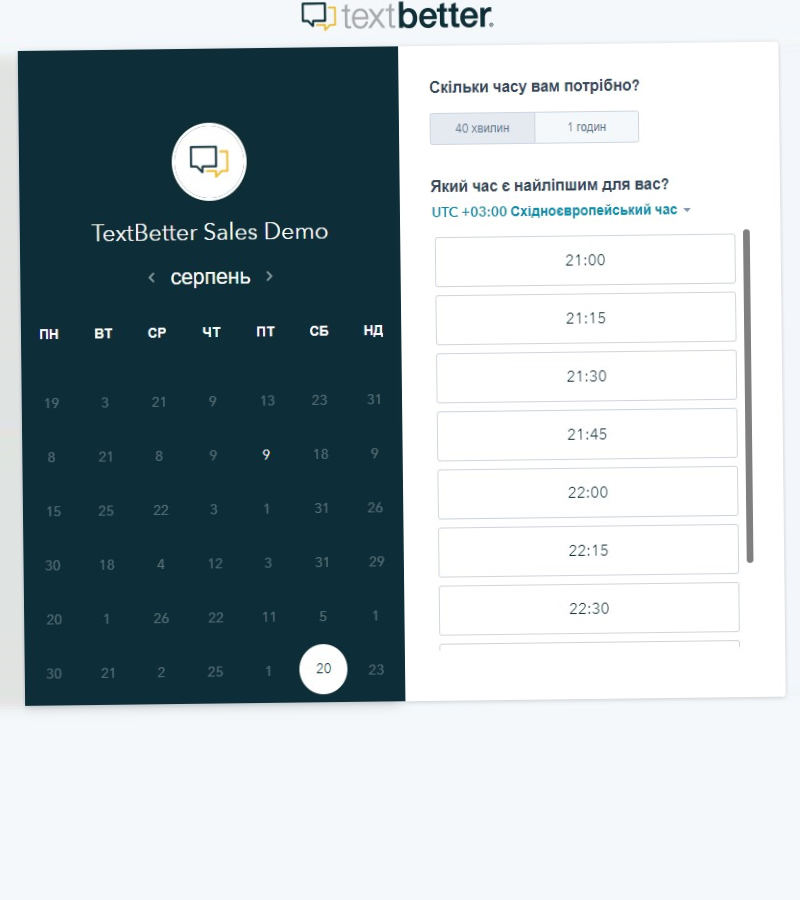 textbetter.
TextBetter Sales Demo
серпень
ПН ВТ СР ЧТ ПТ СБ НД
19 3 21 9 13 23 31
8 21 8 9 9 18 9
15 25 22 3 1 31 26
30 18 4 12 3 31 29
20 1 26 22 11 5 1
30 21 2 25 1 20 23
Скільки часу вам потрібно?
40 хвилин 1 годин
Який час є найліпшим для вас?
UTC +03:00 Східноєвропейський час
21:00
21:15
21:30
21:45
22:00
22:15
22:30